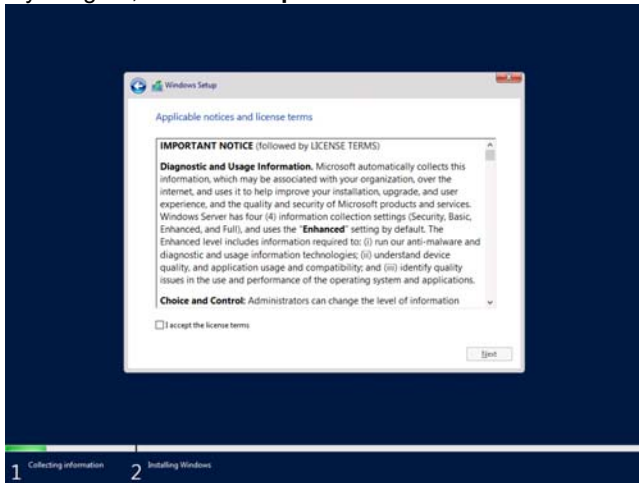 Windows Setup
Applicable notices and license terms
IMPORTANT NOTICE (followed by LICENSE TERMS)
Diagnostic and Usage Information. Microsoft automatically collects this
information, which may be associated with your organization, over the
internet, and uses it to help improve your installation, upgrade, and user
experience, and the quality and security of Microsoft products and services.
Windows Server has four (4) information collection settings (Security, Basic,
Enhanced, and Full), and uses the "Enhanced" setting by default. The
Enhanced level includes information required to: (i) run our anti-malware and
diagnostic and usage information technologies; (ii) understand device
quality, and application usage and compatibility; and (iii) identify quality
issues in the use and performance of the operating system and applications.
Choice and Control: Administrators can change the level of information
I accept the license terms
Next
1 Collecting information 2 Installing Windows